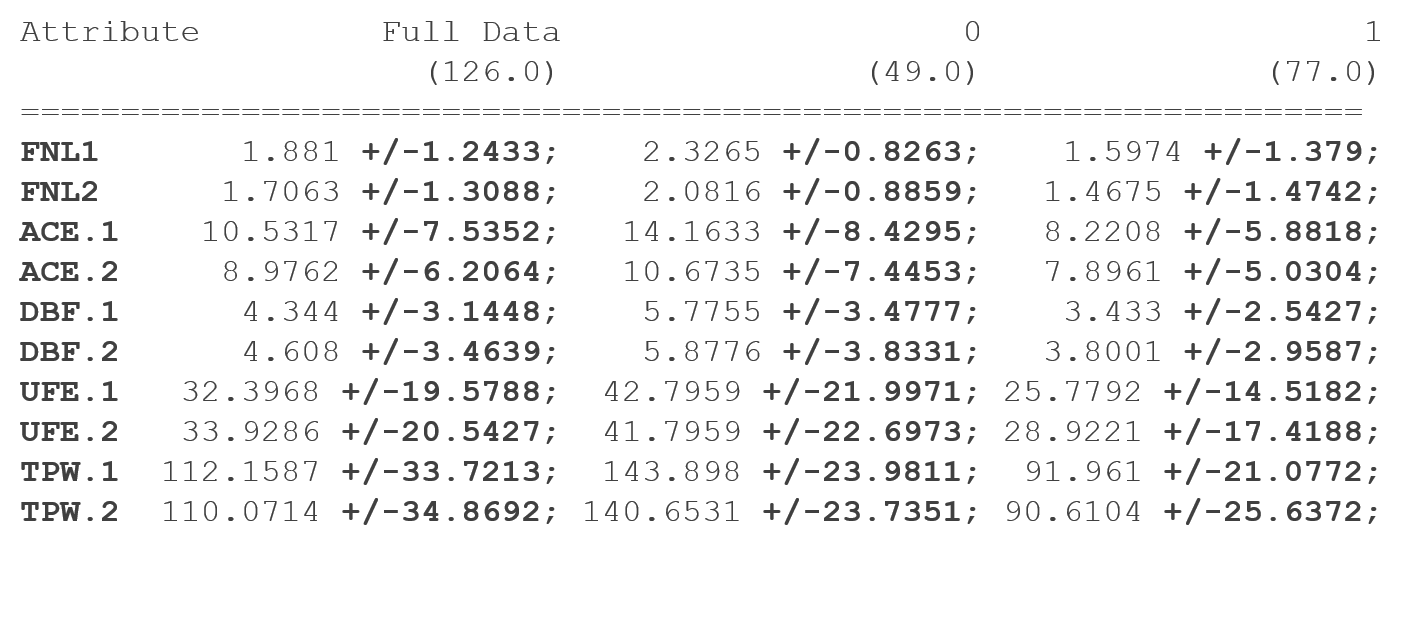 Attribute Full Data 0 1
(126.0) (49.0) (77.0)
===================================================================
FNL1 1.881 +/-1.2433; 2.3265 +/-0.8263; 1.5974 +/-1.379;
FNL2 1.7063 +/-1.3088; 2.0816 +/-0.8859; 1.4675 +/-1.4742;
ACE.1 10.5317 +/-7.5352; 14.1633 +/-8.4295; 8.2208 +/-5.8818;
ACE.2 8.9762 +/-6.2064; 10.6735 +/-7.4453; 7.8961 +/-5.0304;
DBF.1 4.344 +/-3.1448; 5.7755 +/-3.4777; 3.433 +/-2.5427;
DBF.2 4.608 +/-3.4639; 5.8776 +/-3.8331; 3.8001 +/-2.9587;
UFE.1 32.3968 +/-19.5788; 42.7959 +/-21.9971; 25.7792 +/-14.5182;
UFE.2 33.9286 +/-20.5427; 41.7959 +/-22.6973; 28.9221 +/-17.4188;
TPW.1 112.1587 +/-33.7213; 143.898 +/-23.9811; 91.961 +/-21.0772;
TPW.2 110.0714 +/-34.8692; 140.6531 +/-23.7351; 90.6104 +/-25.6372;